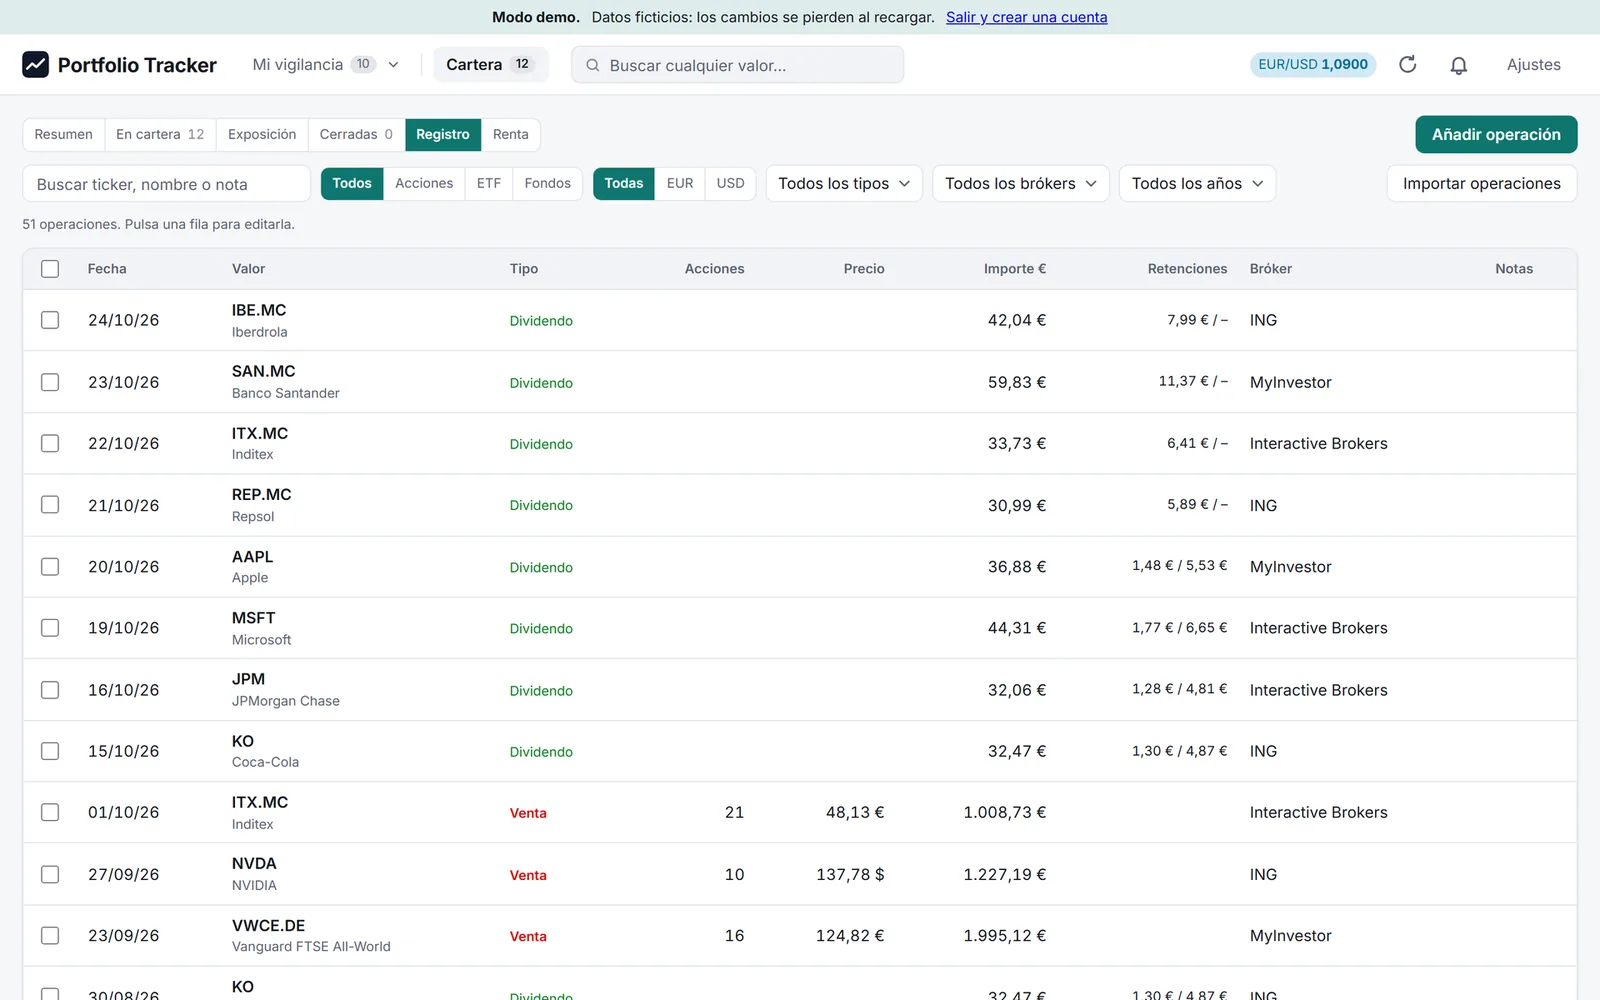 Modo demo. Datos ficticios: los cambios se pierden al recargar. Salir y crear una cuenta
Portfolio Tracker Mi vigilancia 10 Cartera 12 Buscar cualquier valor... EUR/USD 1,0900 Ajustes
Resumen En cartera 12 Exposición Cerradas 0 Registro Renta Añadir operación
Buscar ticker, nombre o nota Todos Acciones ETF Fondos Todas EUR USD Todos los tipos Todos los brókers Todos los años Importar operaciones
51 operaciones. Pulsa una fila para editarla.
Fecha Valor Tipo Acciones Precio Importe € Retenciones Bróker Notas
24/10/26 IBE.MC Dividendo 42,04 € 7,99 € / – ING
Iberdrola
23/10/26 SAN.MC Dividendo 59,83 € 11,37 € / – MyInvestor
Banco Santander
22/10/26 ITX.MC Dividendo 33,73 € 6,41 € / – Interactive Brokers
Inditex
21/10/26 REP.MC Dividendo 30,99 € 5,89 € / – ING
Repsol
20/10/26 AAPL Dividendo 36,88 € 1,48 € / 5,53 € MyInvestor
Apple
19/10/26 MSFT Dividendo 44,31 € 1,77 € / 6,65 € Interactive Brokers
Microsoft
16/10/26 JPM Dividendo 32,06 € 1,28 € / 4,81 € Interactive Brokers
JPMorgan Chase
15/10/26 KO Dividendo 32,47 € 1,30 € / 4,87 € ING
Coca-Cola
01/10/26 ITX.MC Venta 21 48,13 € 1.008,73 € Interactive Brokers
Inditex
27/09/26 NVDA Venta 10 137,78 $ 1.227,19 € ING
NVIDIA
23/09/26 VWCE.DE Venta 16 124,82 € 1.995,12 € MyInvestor
Vanguard FTSE All-World
30/08/26 KO Dividendo 32,47 € 1,30 € / 4,87 € ING